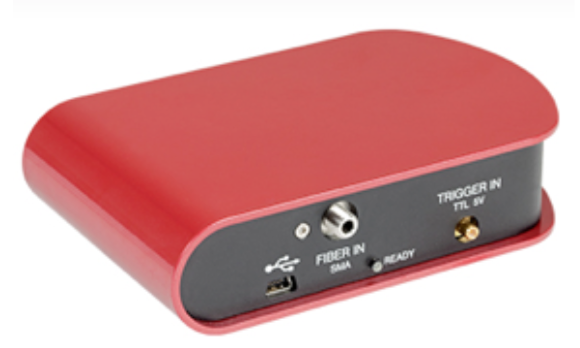 FIBER IN
SMA
READY
TRIGGER IN
TTL 5V